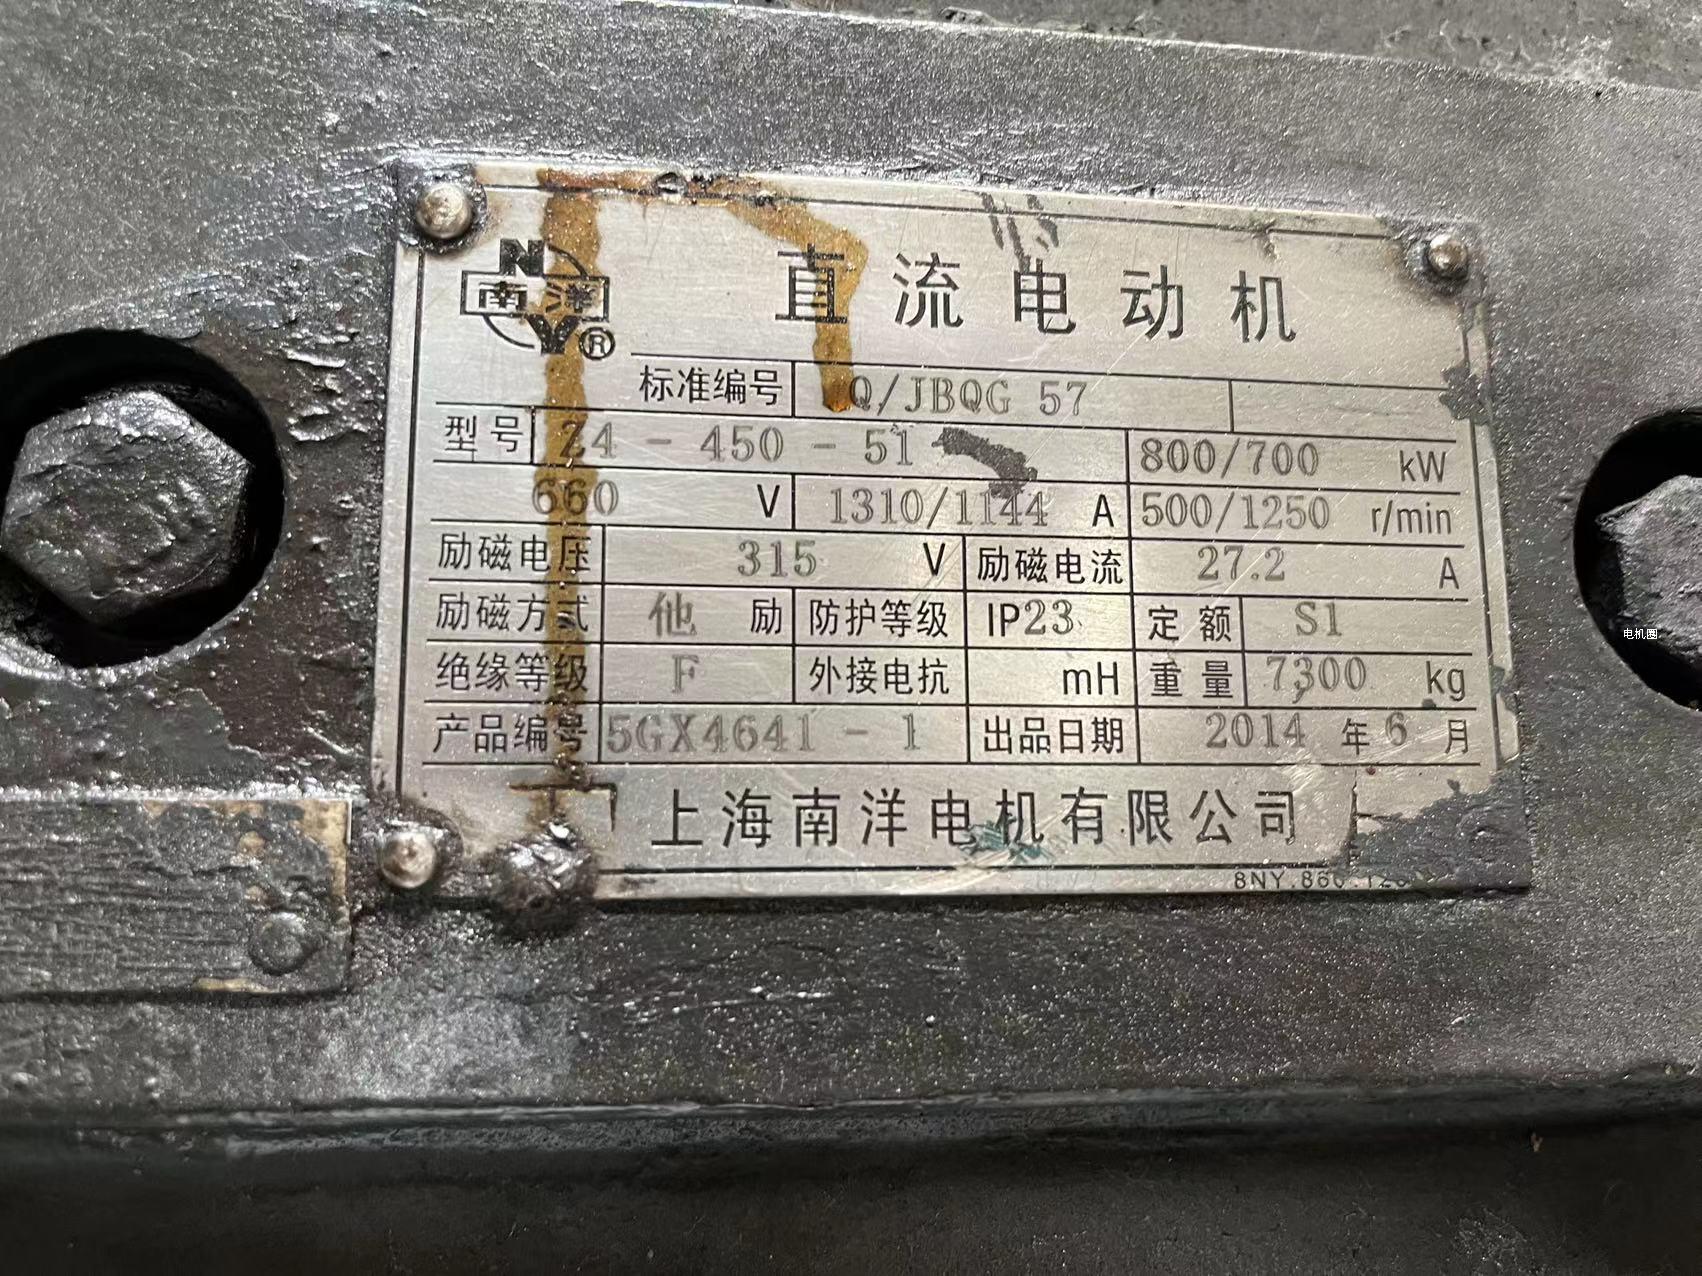 N
南洋
Y®
直流电动机
标准编号 Q/JBQG 57
型号 Z4-450-51 800/700 kW
660 V 1310/1144 A 500/1250 r/min
励磁电压 315 V 励磁电流 27.2 A
励磁方式 他励 防护等级 IP23 定额 S1
绝缘等级 F 外接电抗 mH 重量 7300 kg
产品编号 5GX4641-1 出品日期 2014 年 6 月
上海南洋电机有限公司
8NY.860
电机圈